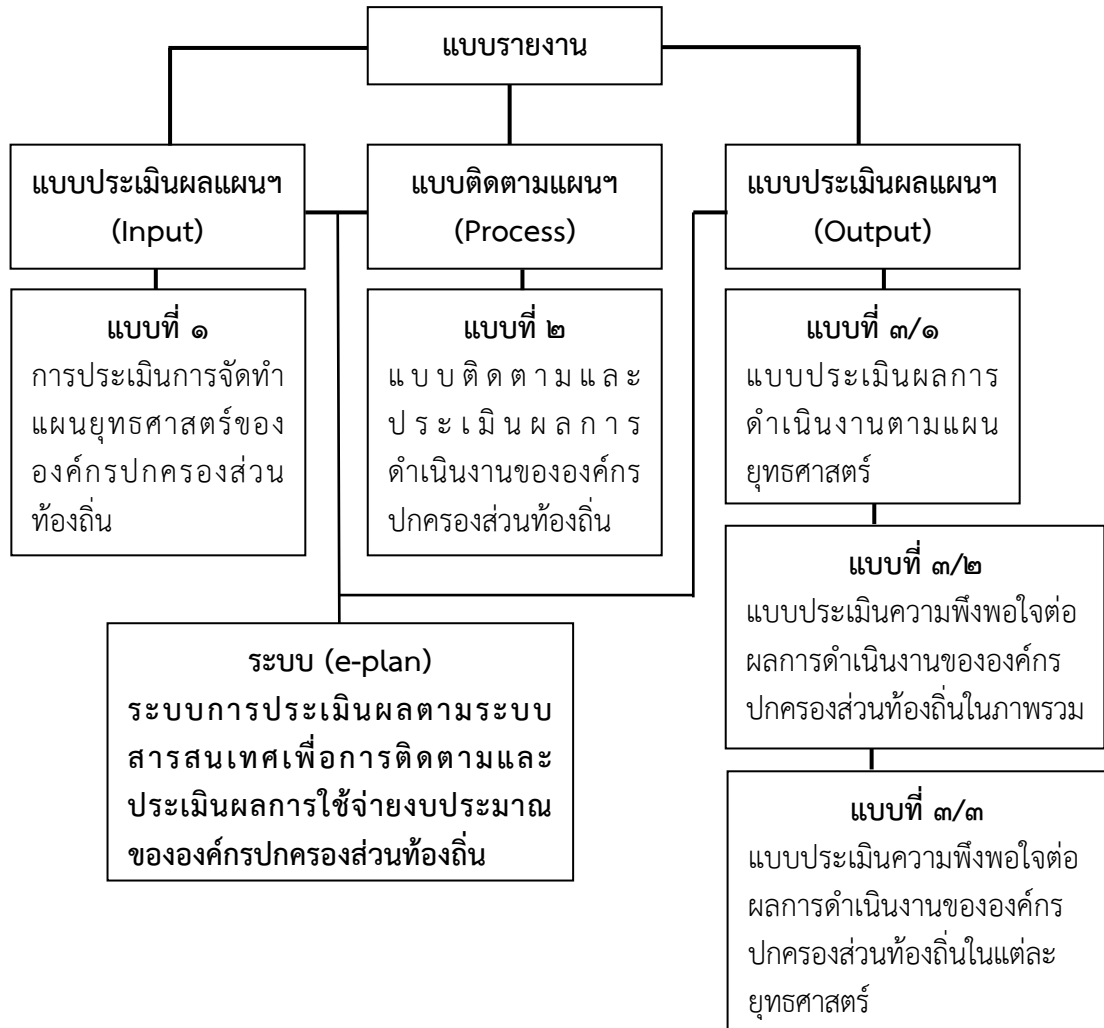 แบบรายงาน
แบบประเมินผลแผนฯ
(Input)
แบบติดตามแผนฯ
(Process)
แบบประเมินผลแผนฯ
(Output)
แบบที่ ๑
การประเมินการจัดทำ
แผนยุทธศาสตร์ของ
องค์กรปกครองส่วน
ท้องถิ่น
แบบที่ ๒
แบบติดตามและ
ประเมินผลการ
ดำเนินงานขององค์กร
ปกครองส่วนท้องถิ่น
แบบที่ ๓/๑
แบบประเมินผลการ
ดำเนินงานตามแผน
ยุทธศาสตร์
แบบที่ ๓/๒
แบบประเมินความพึงพอใจต่อ
ผลการดำเนินงานขององค์กร
ปกครองส่วนท้องถิ่นในภาพรวม
ระบบ (e-plan)
ระบบการประเมินผลตามระบบ
สารสนเทศเพื่อการติดตามและ
ประเมินผลการใช้จ่ายงบประมาณ
ขององค์กรปกครองส่วนท้องถิ่น
แบบที่ ๓/๓
แบบประเมินความพึงพอใจต่อ
ผลการดำเนินงานขององค์กร
ปกครองส่วนท้องถิ่นในแต่ละ
ยุทธศาสตร์